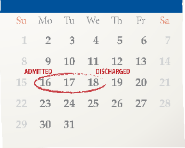 Su Mo Tu We Th Fr Sa
1 2 3 4 5 6 7
8 9 10 11 12 13 14
ADMITTED DISCHARGED
15 16 17 18 19 20 21
22 23 24 25 26 27 28
29 30 31